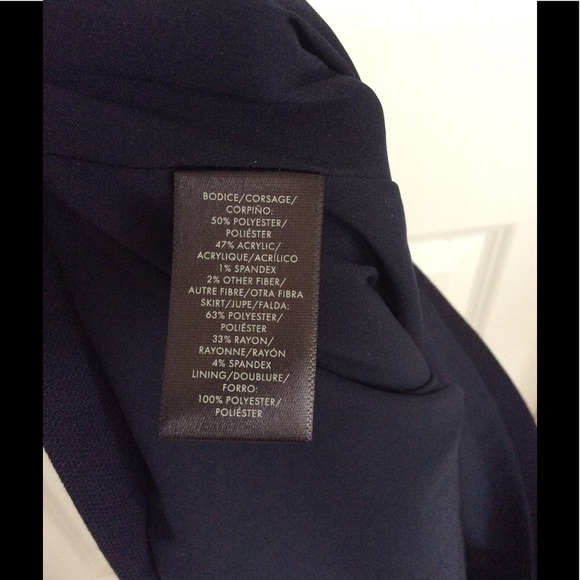 BODICE/CORSAGE/
CORPIÑO:
50% POLYESTER/
POLIÉSTER
47% ACRYLIC/
ACRYLIQUE/ACRÍLICO
1% SPANDEX
2% OTHER FIBER/
AUTRE FIBRE/OTRA FIBRA
SKIRT/JUPE/FALDA:
63% POLYESTER/
POLIÉSTER
33% RAYON/
RAYONNE/RAYÓN
4% SPANDEX
LINING/DOUBLURE/
FORRO:
100% POLYESTER/
POLIÉSTER